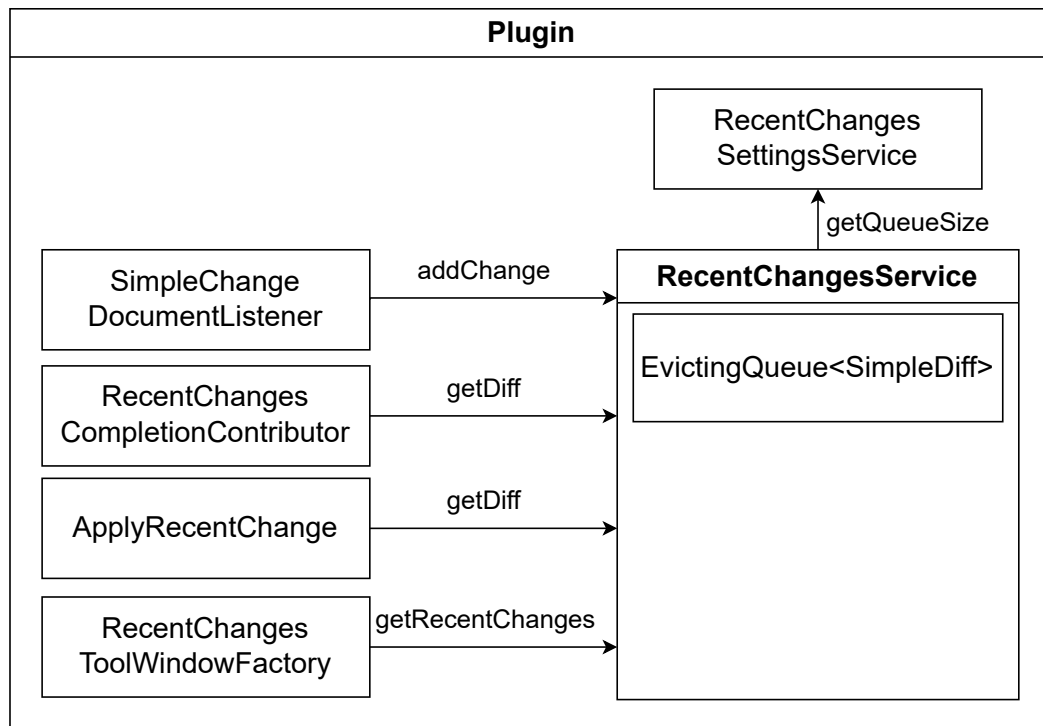 Plugin
RecentChanges
SettingsService
getQueueSize
SimpleChange
DocumentListener
addChange
RecentChangesService
EvictingQueue<SimpleDiff>
RecentChanges
CompletionContributor
getDiff
ApplyRecentChange
getDiff
RecentChanges
ToolWindowFactory
getRecentChanges